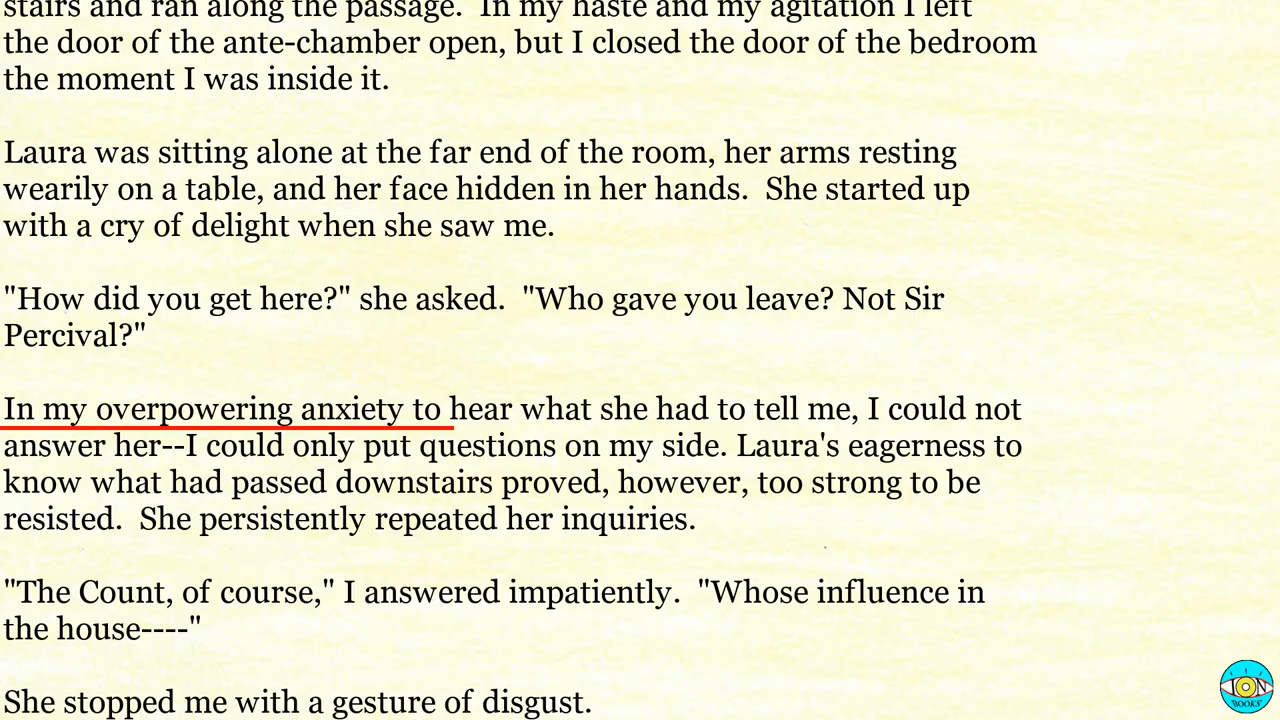 stairs and ran along the passage.  In my haste and my agitation I left
the door of the ante-chamber open, but I closed the door of the bedroom
the moment I was inside it.
Laura was sitting alone at the far end of the room, her arms resting
wearily on a table, and her face hidden in her hands.  She started up
with a cry of delight when she saw me.
"How did you get here?" she asked.  "Who gave you leave? Not Sir
Percival?"
In my overpowering anxiety to hear what she had to tell me, I could not
answer her--I could only put questions on my side. Laura's eagerness to
know what had passed downstairs proved, however, too strong to be
resisted.  She persistently repeated her inquiries.
"The Count, of course," I answered impatiently.  "Whose influence in
the house----"
She stopped me with a gesture of disgust.
ION
BOOKS